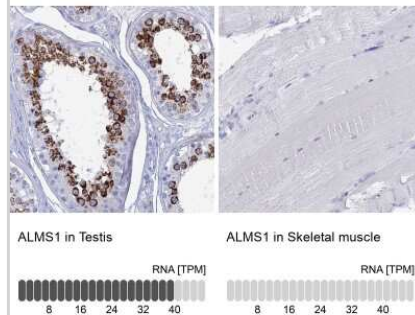 ALMS1 in Testis
ALMS1 in Skeletal muscle
RNA [TPM]
RNA [TPM]
8 16 24 32 40
8 16 24 32 40